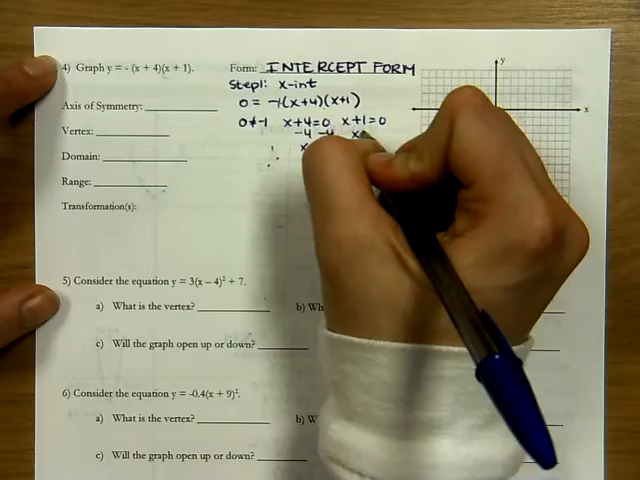 4) Graph y = - (x + 4)(x + 1). Form: INTERCEPT FORM
Step1: x-int
0 = -1(x+4)(x+1)
Axis of Symmetry:
0≠-1 x+4=0 x+1=0
-4 -4
Vertex:
∴ x
Domain:
Range:
Transformation(s):
y
x
5) Consider the equation y = 3(x – 4)² + 7.
a) What is the vertex? b)
c) Will the graph open up or down?
6) Consider the equation y = -0.4(x + 9)².
a) What is the vertex? b)
c) Will the graph open up or down?